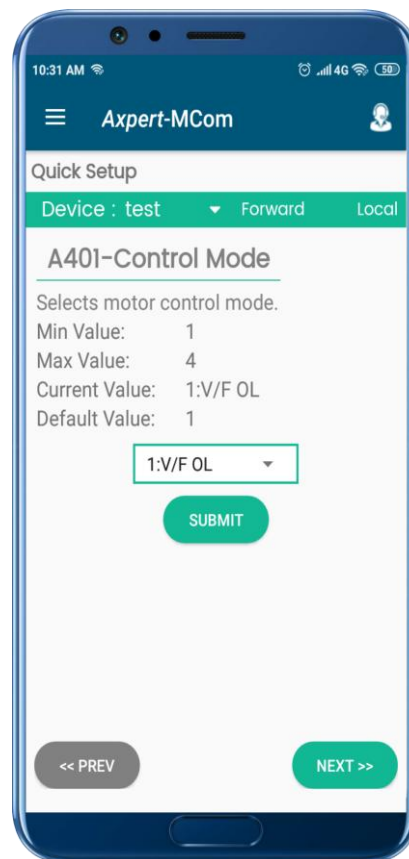 10:31 AM 4G 50
Axpert-MCom
Quick Setup
Device : test Forward Local
A401-Control Mode
Selects motor control mode.
Min Value: 1
Max Value: 4
Current Value: 1:V/F OL
Default Value: 1
1:V/F OL
SUBMIT
<< PREV NEXT >>